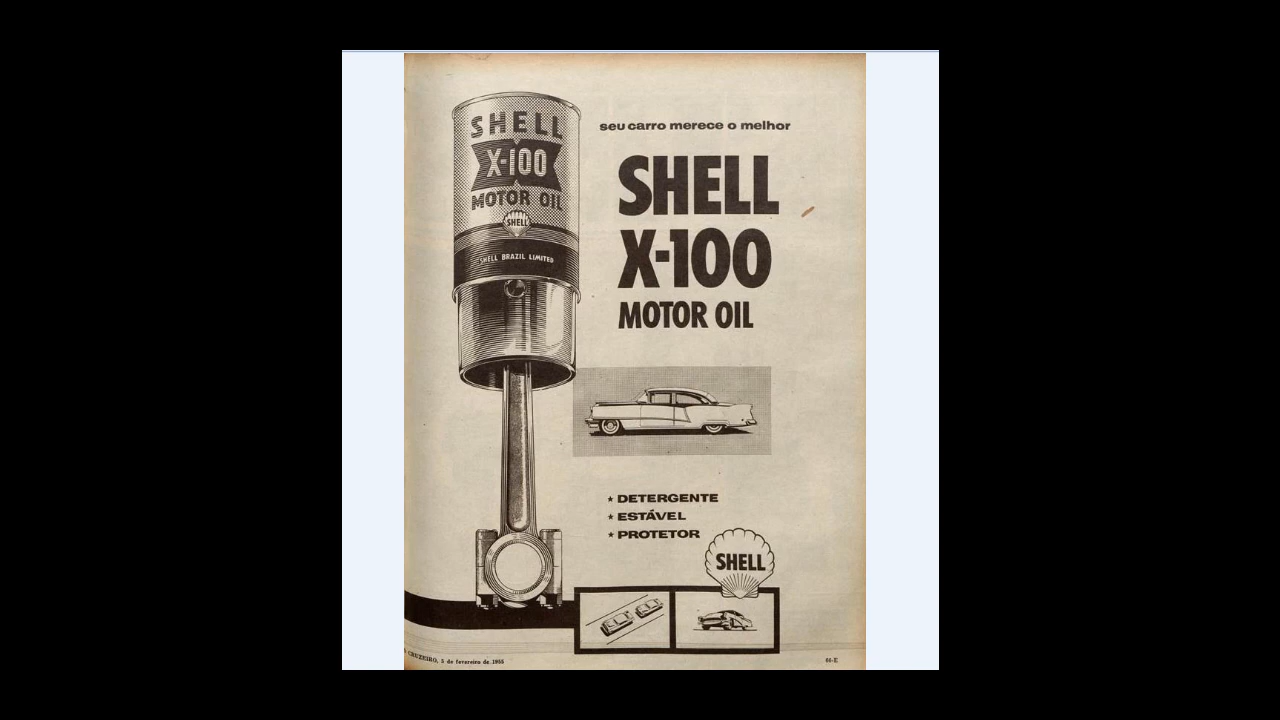 SHELL
X-100
MOTOR OIL
SHELL
SHELL BRAZIL LIMITED
seu carro merece o melhor
SHELL
X-100
MOTOR OIL
★ DETERGENTE
★ ESTÁVEL
★ PROTETOR
SHELL
CRUZEIRO, 5 de fevereiro de 1955